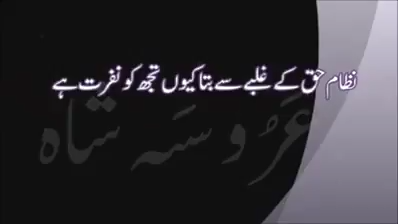 نظام حق کے غلبے سے بتا کیوں تجھ کو نفرت ہے
عروسہ شاہ